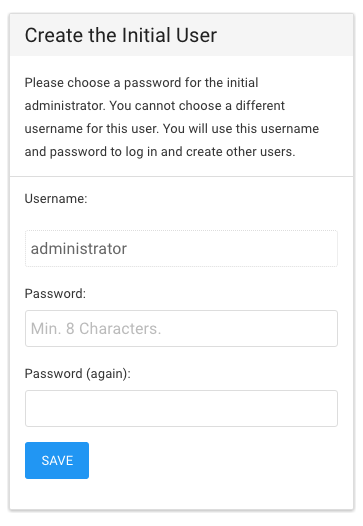 Create the Initial User
Please choose a password for the initial
administrator. You cannot choose a different
username for this user. You will use this username
and password to log in and create other users.
Username:
administrator
Password:
Min. 8 Characters.
Password (again):
SAVE